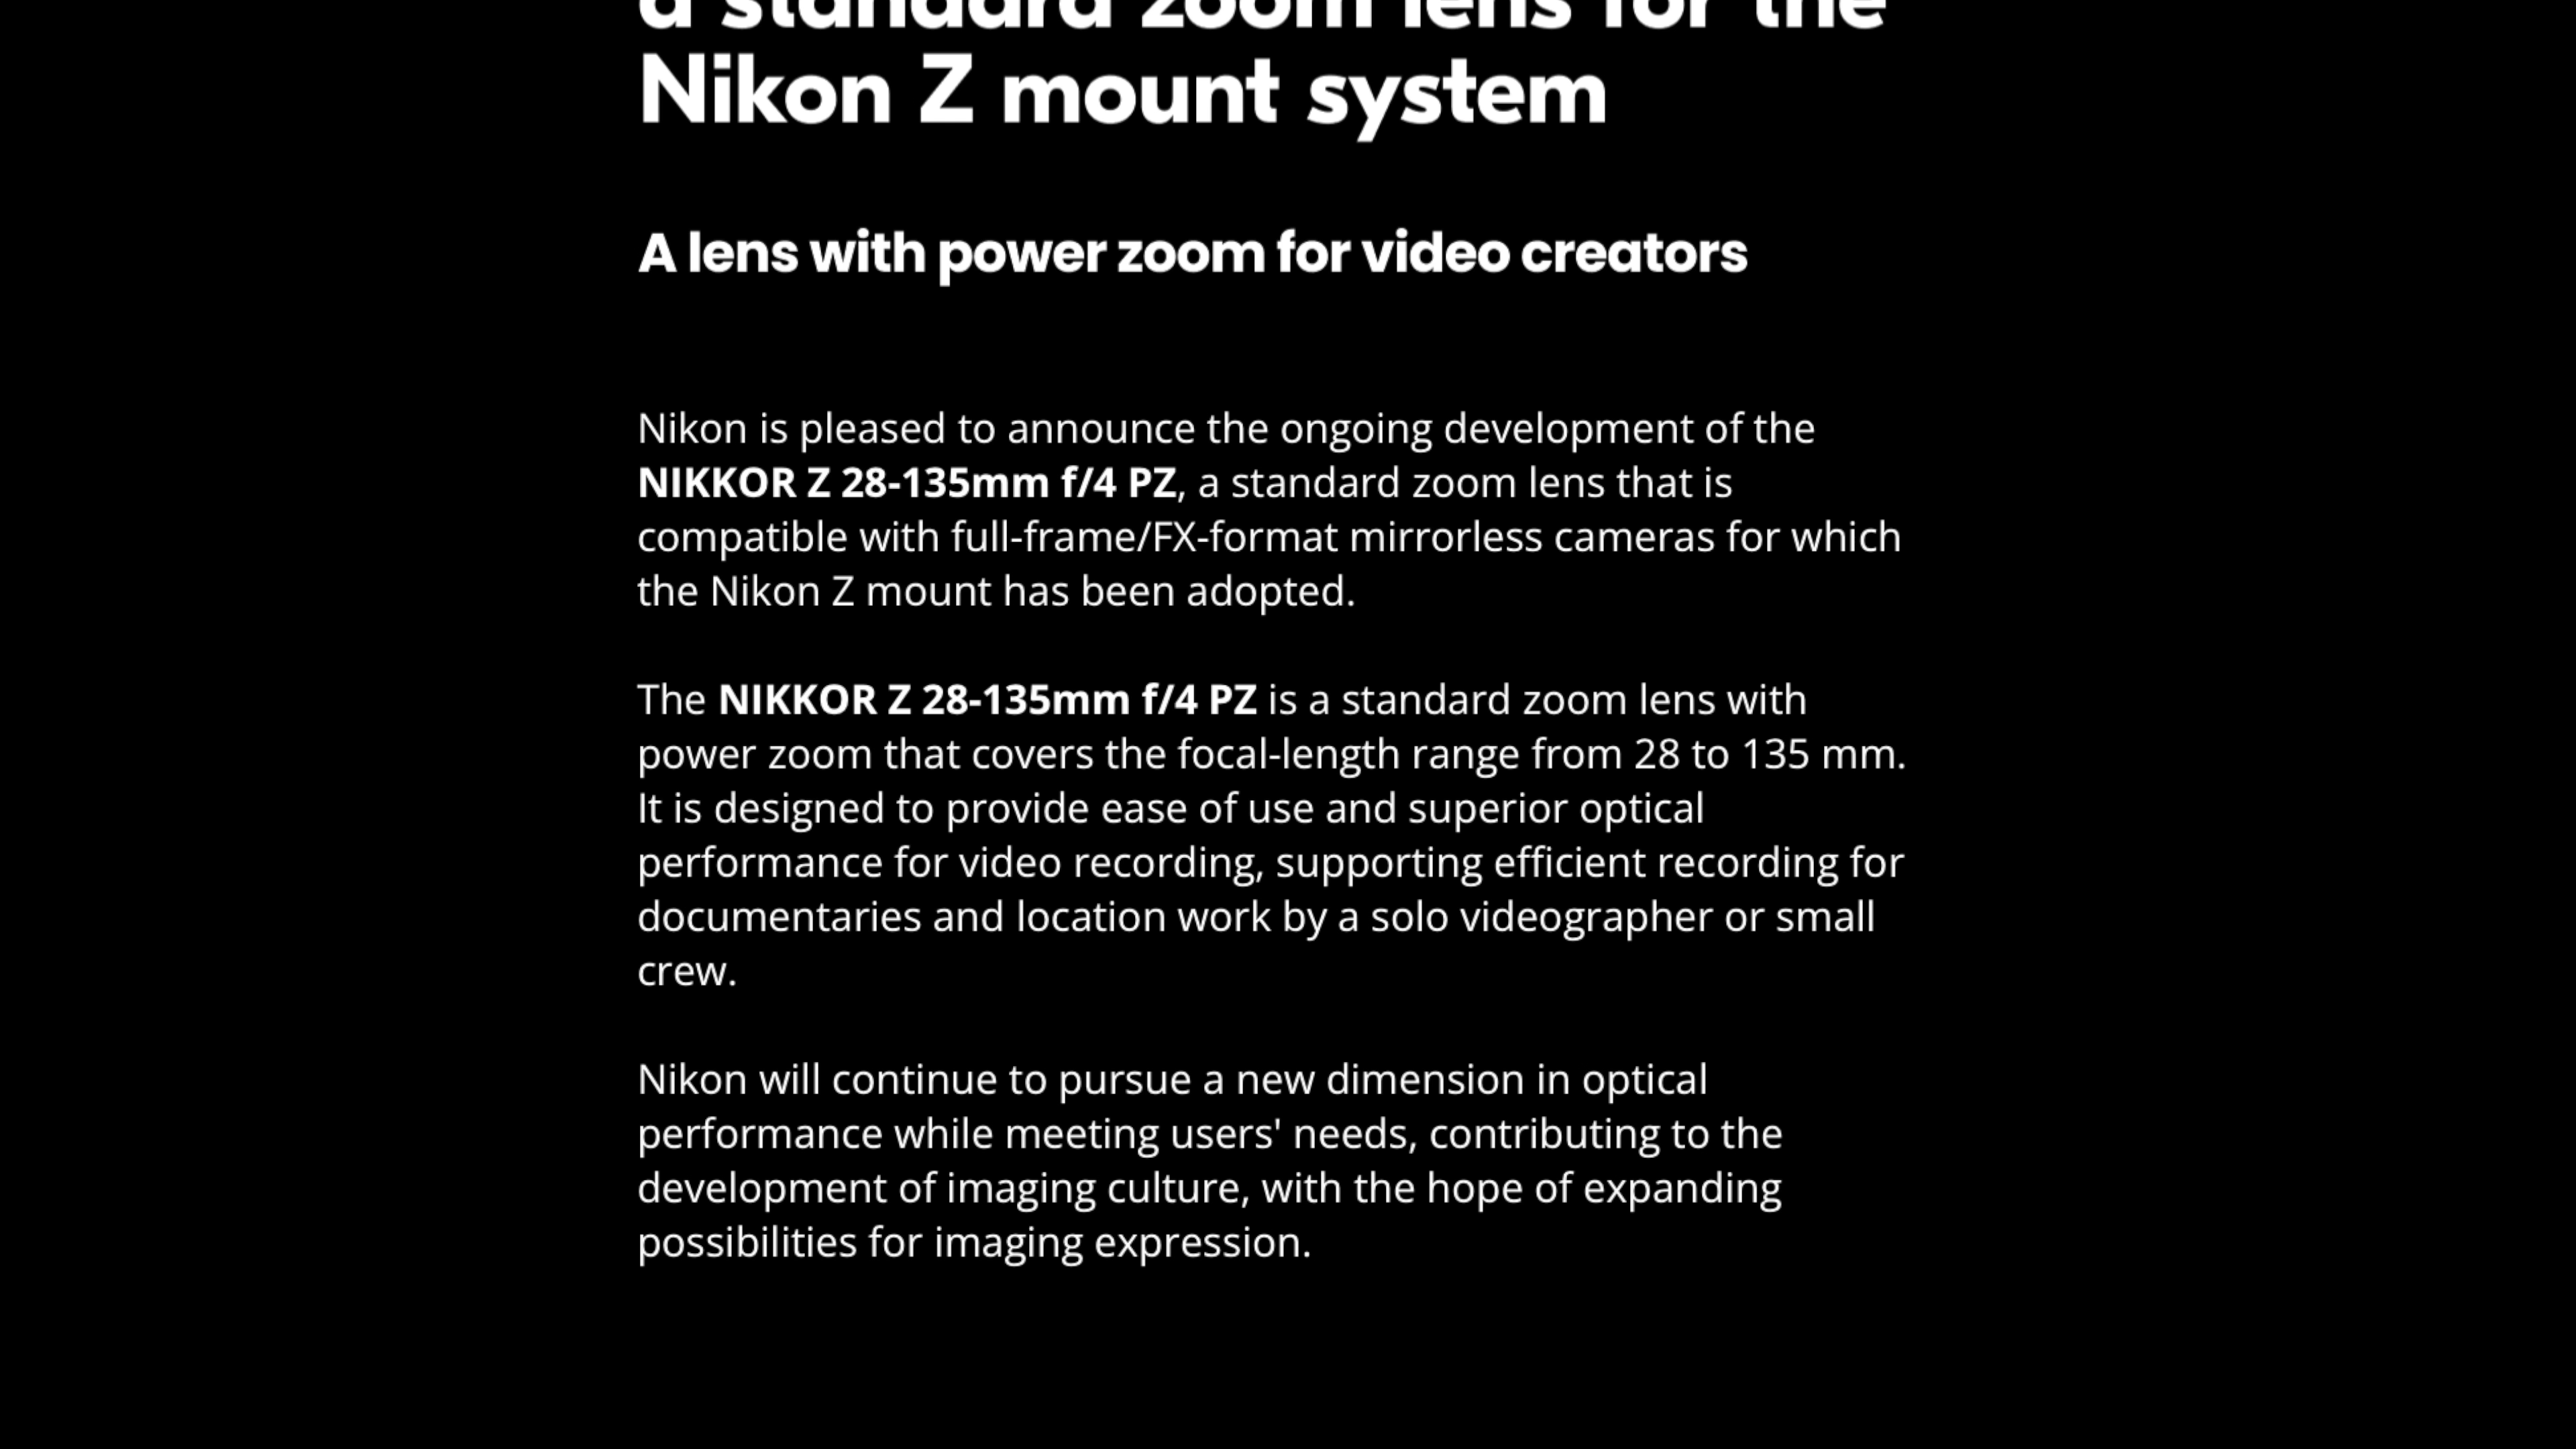 a standard zoom lens for the
Nikon Z mount system
A lens with power zoom for video creators
Nikon is pleased to announce the ongoing development of the
NIKKOR Z 28-135mm f/4 PZ, a standard zoom lens that is
compatible with full-frame/FX-format mirrorless cameras for which
the Nikon Z mount has been adopted.
The NIKKOR Z 28-135mm f/4 PZ is a standard zoom lens with
power zoom that covers the focal-length range from 28 to 135 mm.
It is designed to provide ease of use and superior optical
performance for video recording, supporting efficient recording for
documentaries and location work by a solo videographer or small
crew.
Nikon will continue to pursue a new dimension in optical
performance while meeting users' needs, contributing to the
development of imaging culture, with the hope of expanding
possibilities for imaging expression.